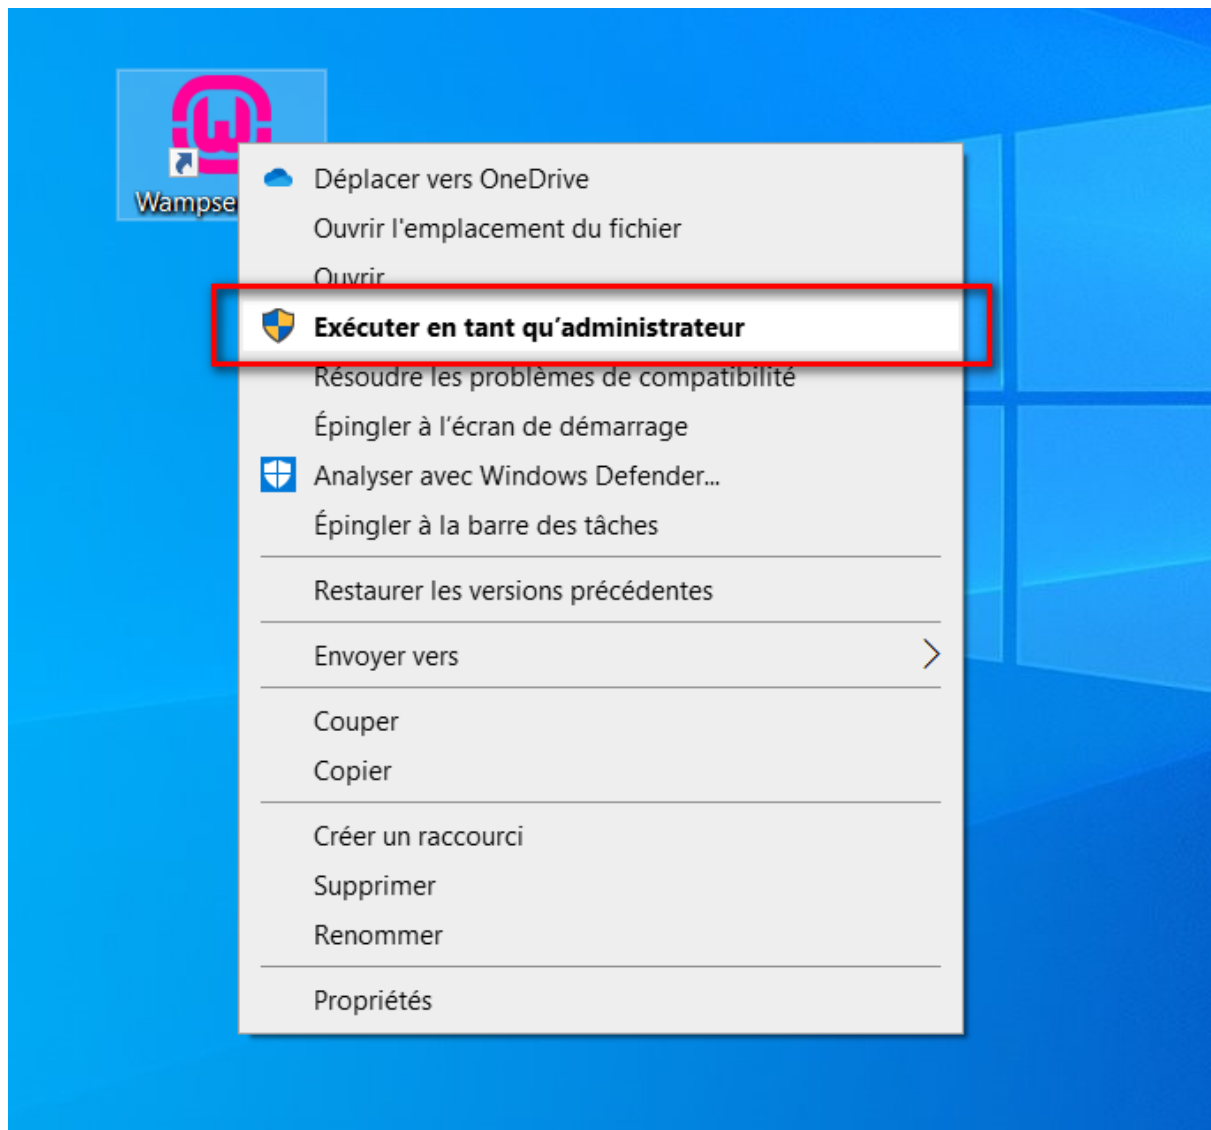 Wampse
Déplacer vers OneDrive
Ouvrir l'emplacement du fichier
Ouvrir
Exécuter en tant qu’administrateur
Résoudre les problèmes de compatibilité
Épingler à l’écran de démarrage
Analyser avec Windows Defender...
Épingler à la barre des tâches
Restaurer les versions précédentes
Envoyer vers
Couper
Copier
Créer un raccourci
Supprimer
Renommer
Propriétés